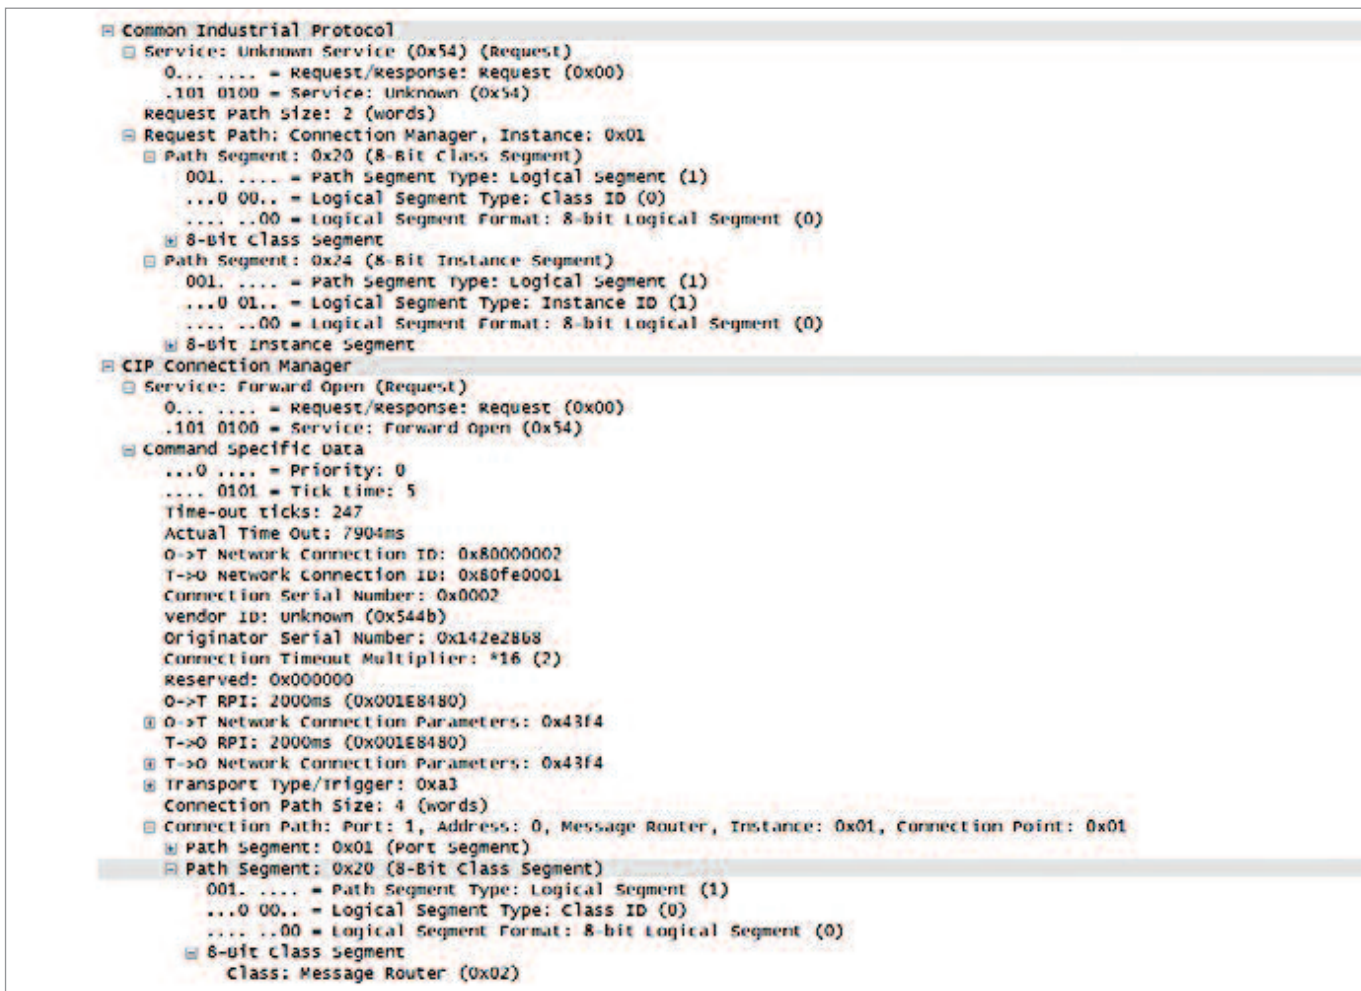 Common Industrial Protocol
Service: Unknown Service (0x54) (Request)
0... .... = Request/Response: Request (0x00)
.101 0100 = Service: Unknown (0x54)
Request Path Size: 2 (words)
Request Path: Connection Manager, Instance: 0x01
Path Segment: 0x20 (8-Bit Class Segment)
001. .... = Path Segment Type: Logical Segment (1)
...0 00.. = Logical Segment Type: Class ID (0)
.... ..00 = Logical Segment Format: 8-bit Logical Segment (0)
8-Bit Class Segment
Path Segment: 0x24 (8-Bit Instance Segment)
001. .... = Path Segment Type: Logical Segment (1)
...0 01.. = Logical Segment Type: Instance ID (1)
.... ..00 = Logical Segment Format: 8-bit Logical Segment (0)
8-Bit Instance Segment
CIP Connection Manager
Service: Forward Open (Request)
0... .... = Request/Response: Request (0x00)
.101 0100 = Service: Forward Open (0x54)
Command Specific Data
...0 .... = Priority: 0
.... 0101 = Tick time: 5
Time-out ticks: 247
Actual Time Out: 7904ms
O->T Network Connection ID: 0x80000002
T->O Network Connection ID: 0x80fe0001
Connection Serial Number: 0x0002
Vendor ID: Unknown (0x544b)
Originator Serial Number: 0x142e2868
Connection Timeout Multiplier: *16 (2)
Reserved: 0x000000
O->T RPI: 2000ms (0x001E8480)
O->T Network Connection Parameters: 0x43f4
T->O RPI: 2000ms (0x001E8480)
T->O Network Connection Parameters: 0x43f4
Transport Type/Trigger: 0xa3
Connection Path Size: 4 (words)
Connection Path: Port: 1, Address: 0, Message Router, Instance: 0x01, Connection Point: 0x01
Path Segment: 0x01 (Port Segment)
Path Segment: 0x20 (8-Bit Class Segment)
001. .... = Path Segment Type: Logical Segment (1)
...0 00.. = Logical Segment Type: Class ID (0)
.... ..00 = Logical Segment Format: 8-bit Logical Segment (0)
8-Bit Class Segment
Class: Message Router (0x02)